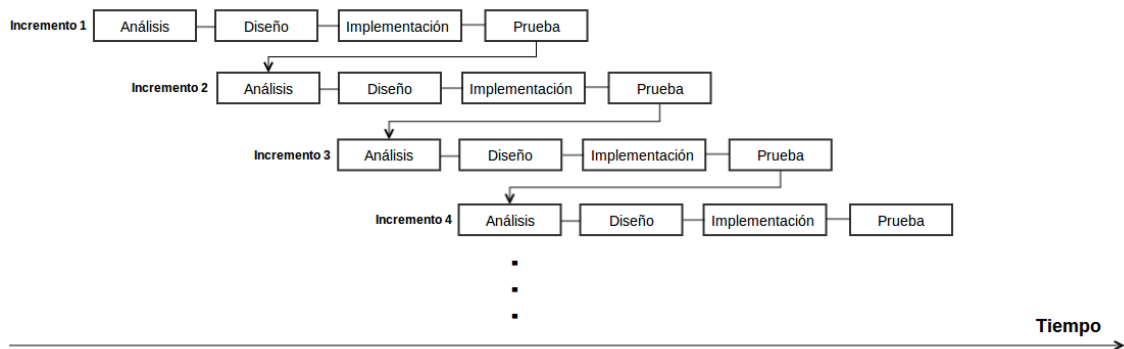 Incremento 1 Análisis Diseño Implementación Prueba
Incremento 2 Análisis Diseño Implementación Prueba
Incremento 3 Análisis Diseño Implementación Prueba
Incremento 4 Análisis Diseño Implementación Prueba
Tiempo